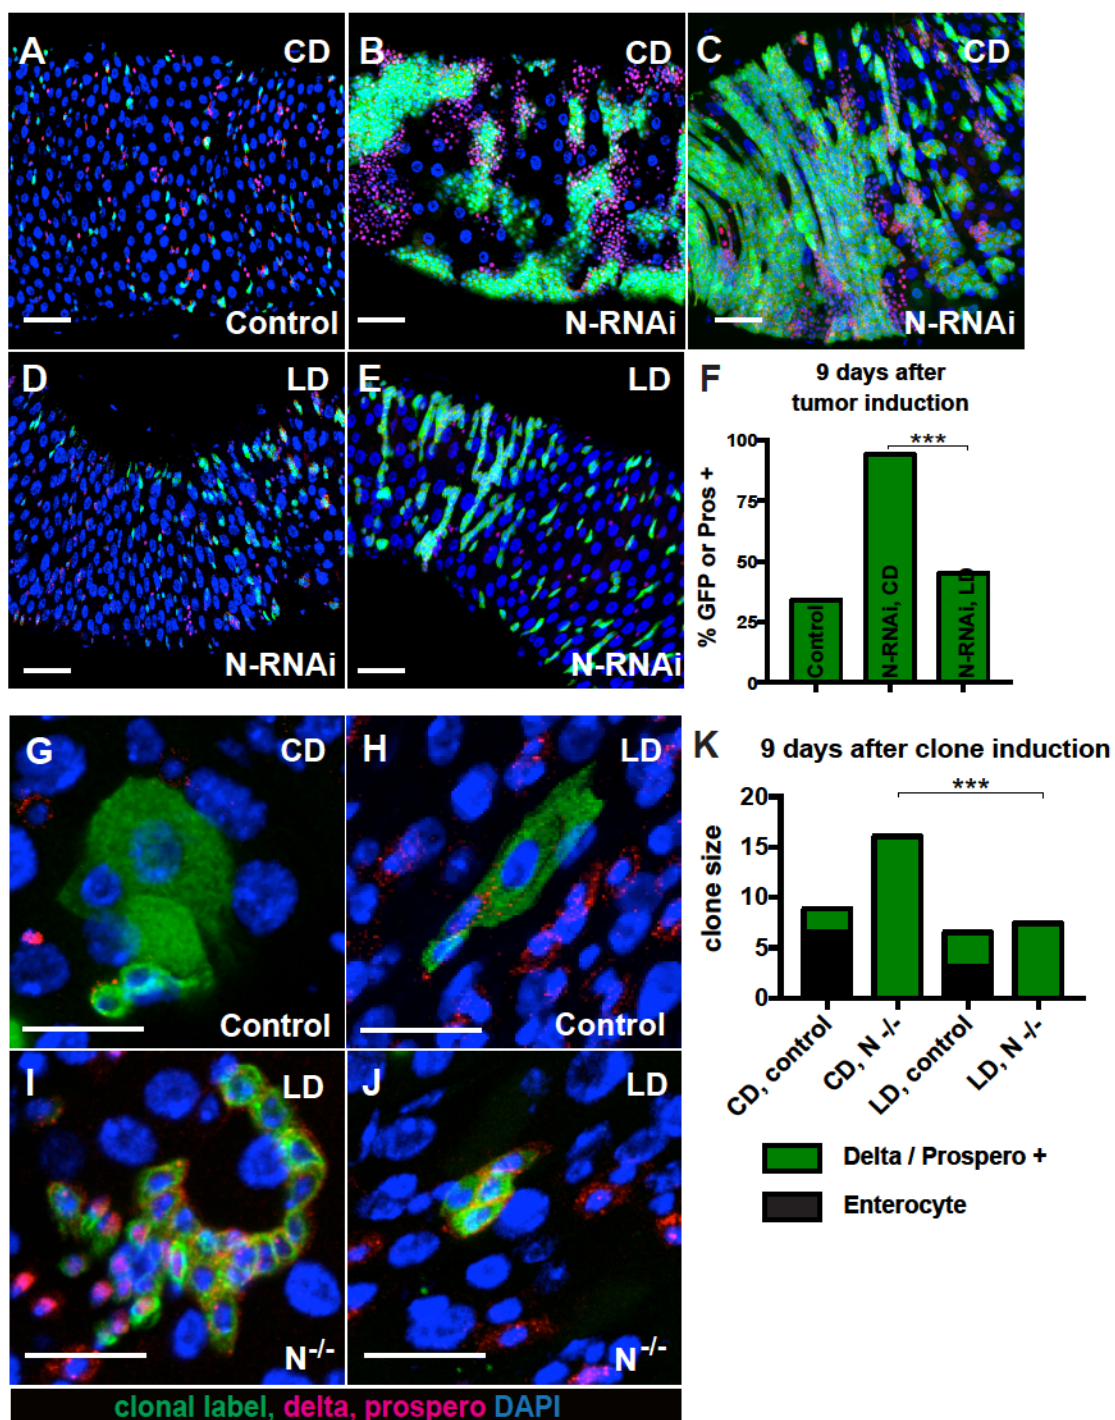 A
CD
Control
B
CD
N-RNAi
C
CD
N-RNAi
D
LD
N-RNAi
E
LD
N-RNAi
F
9 days after
tumor induction
***
100
75
50
25
0
% GFP or Pros +
Control
N-RNAi, CD
N-RNAi, LD
G
CD
Control
H
LD
Control
I
LD
N-/-
J
LD
N-/-
clonal label, delta, prospero DAPI
K
9 days after clone induction
***
20
15
10
5
0
clone size
CD, control
CD, N -/-
LD, control
LD, N -/-
Delta / Prospero +
Enterocyte